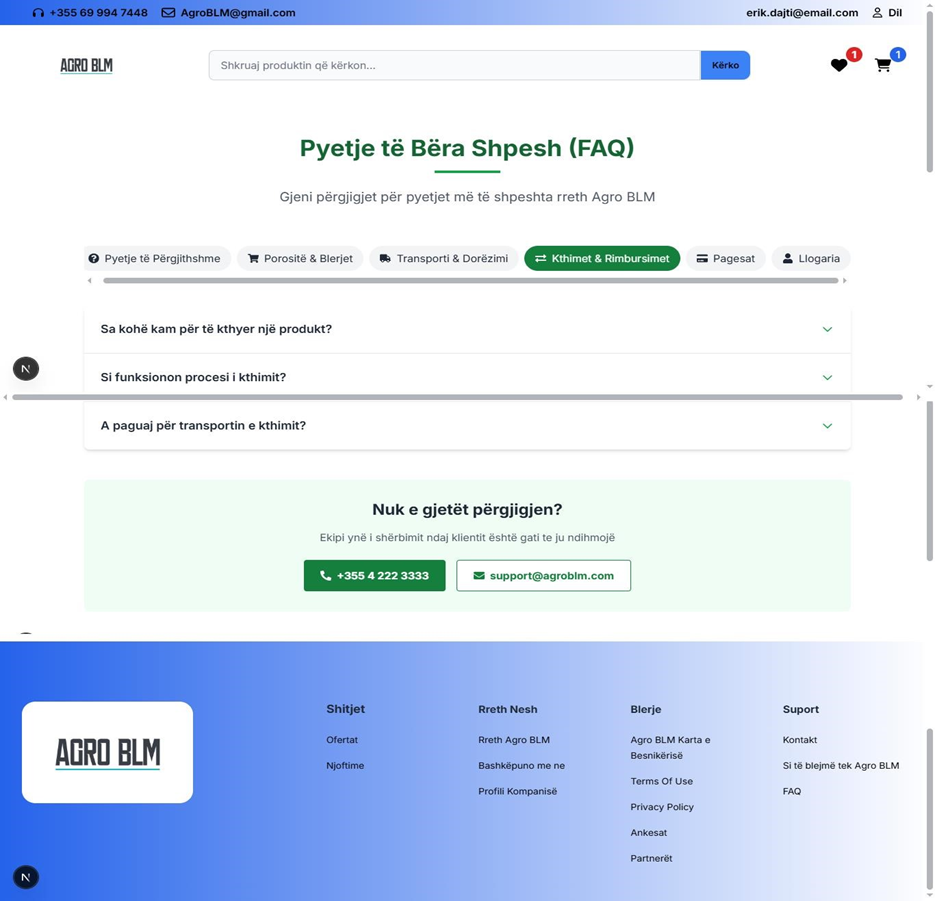 +355 69 994 7448 AgroBLM@gmail.com erik.dajti@email.com Dil
AGRO BLM Shkruaj produktin që kërkon... Kërko 1 1
Pyetje të Bëra Shpesh (FAQ)
Gjeni përgjigjet për pyetjet më të shpeshta rreth Agro BLM
Pyetje të Përgjithshme Porositë & Blerjet Transporti & Dorëzimi Kthimet & Rimbursimet Pagesat Llogaria
Sa kohë kam për të kthyer një produkt?
N
Si funksionon procesi i kthimit?
A paguaj për transportin e kthimit?
Nuk e gjetët përgjigjen?
Ekipi ynë i shërbimit ndaj klientit është gati te ju ndihmojë
+355 4 222 3333 support@agroblm.com
AGRO BLM
Shitjet
Ofertat
Njoftime
Rreth Nesh
Rreth Agro BLM
Bashkëpuno me ne
Profili Kompanisë
Blerje
Agro BLM Karta e
Besnikërisë
Terms Of Use
Privacy Policy
Ankesat
Partnerët
Suport
Kontakt
Si të blejmë tek Agro BLM
FAQ
N